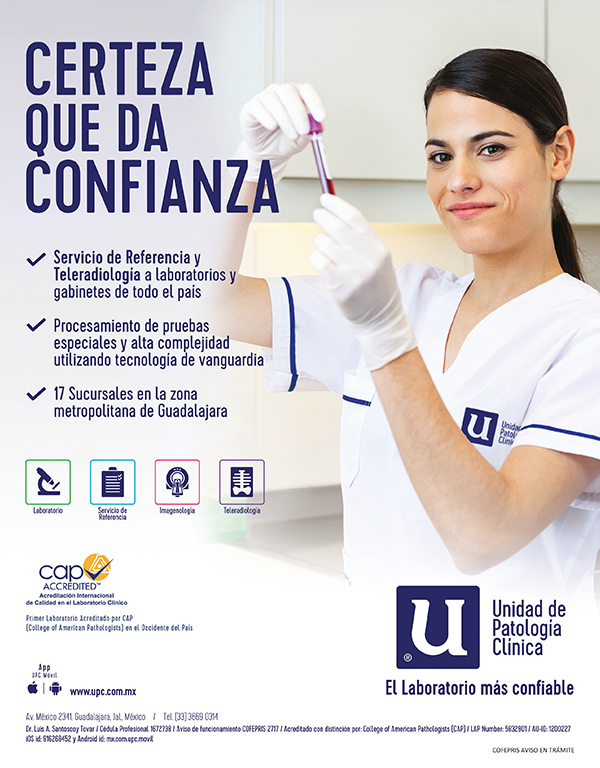 CERTEZA
QUE DA
CONFIANZA
Servicio de Referencia y
Teleradiología a laboratorios y
gabinetes de todo el país
Procesamiento de pruebas
especiales y alta complejidad
utilizando tecnología de vanguardia
17 Sucursales en la zona
metropolitana de Guadalajara
u
Unidad
Patolo
Clínica
Laboratorio
Servicio de
Referencia
Imagenología
Teleradiología
cap
ACCREDITED™
Acreditación Internacional
de Calidad en el Laboratorio Clínico
Primer Laboratorio Acreditado por CAP
(College of American Pathologists) en el Occidente del País
u
®
Unidad de
Patología
Clínica
El Laboratorio más confiable
App
UPC Móvil
www.upc.com.mx
Av. México 2341, Guadalajara, Jal., México / Tel. (33) 3669 0314
Dr. Luis A. Santoscoy Tovar / Cédula Profesional 1672738 / Aviso de funcionamiento COFEPRIS 2717 / Acreditado con distinción por: College of American Pathologists (CAP) / LAP Number: 5632901 / AU-ID: 1200227
iOS id: 916268452 y Android id: mx.com.upc.movil
COFEPRIS AVISO EN TRÁMITE